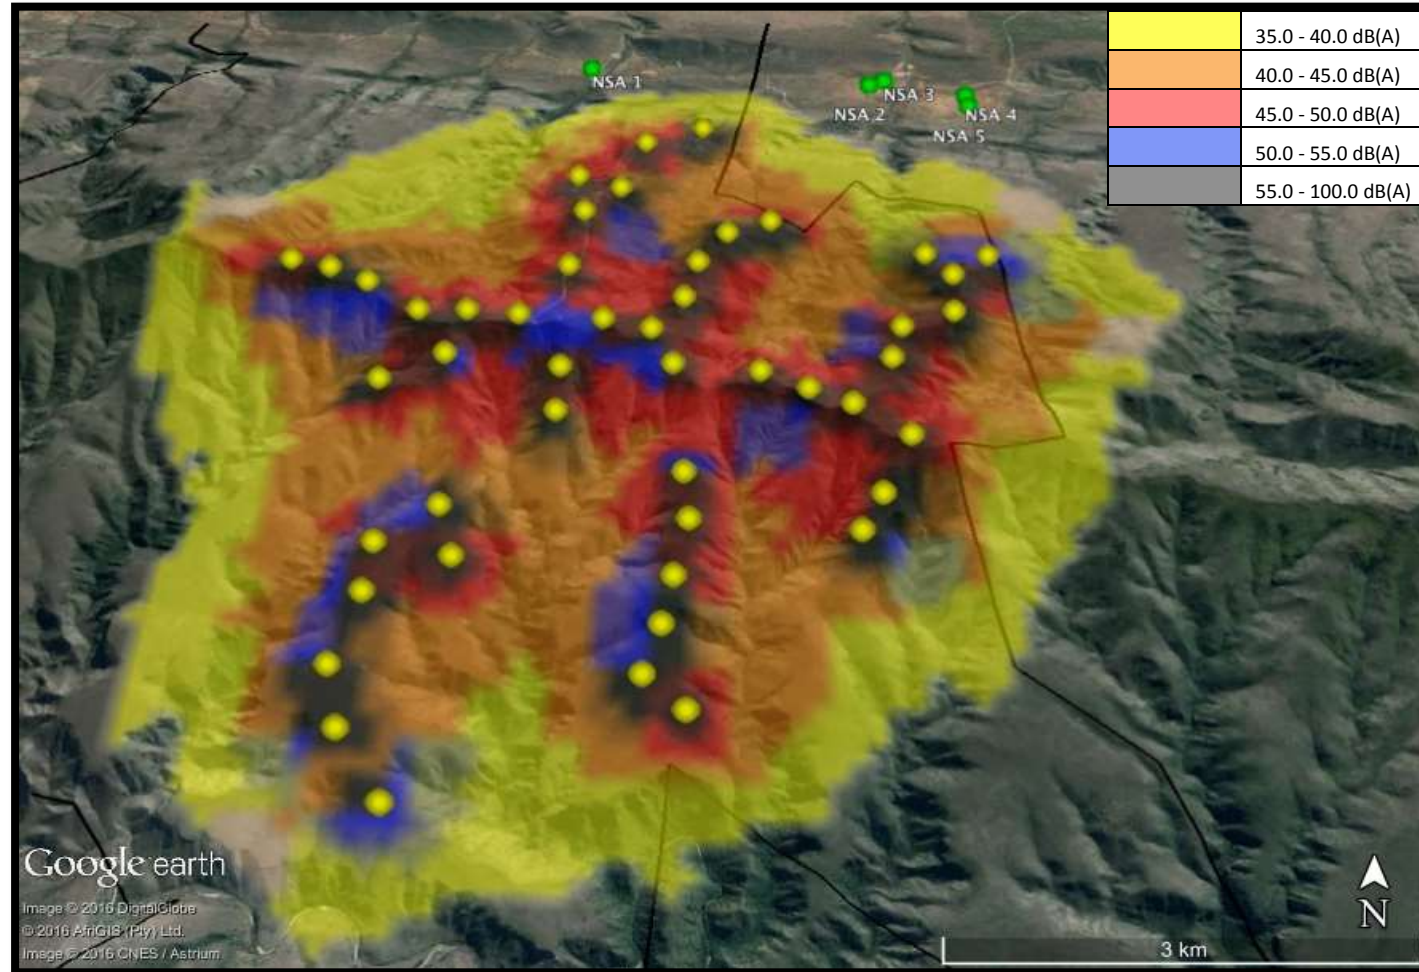 35.0 - 40.0 dB(A)
40.0 - 45.0 dB(A)
45.0 - 50.0 dB(A)
50.0 - 55.0 dB(A)
55.0 - 100.0 dB(A)
NSA 1
NSA 3
NSA 2
NSA 4
NSA 5
Google earth
Image © 2016 DigitalGlobe
© 2016 AfriGIS (Pty) Ltd.
Image © 2016 CNES / Astrium
N
3 km